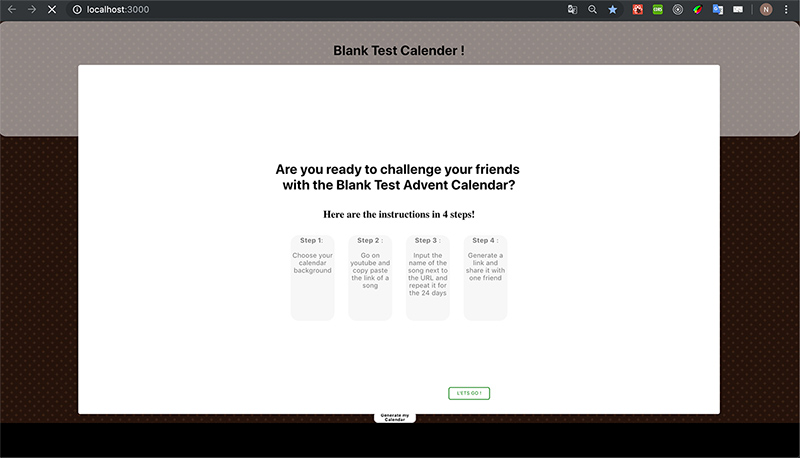 localhost:3000
N
Blank Test Calender !
Are you ready to challenge your friends
with the Blank Test Advent Calendar?
Here are the instructions in 4 steps!
Step 1:
Choose your
calendar
background
Step 2 :
Go on
youtube and
copy paste
the link of a
song
Step 3 :
Input the
name of the
song next to
the URL and
repeat it for
the 24 days
Step 4 :
Generate a
link and
share it with
one friend
LETS GO !
Generate my
Calendar